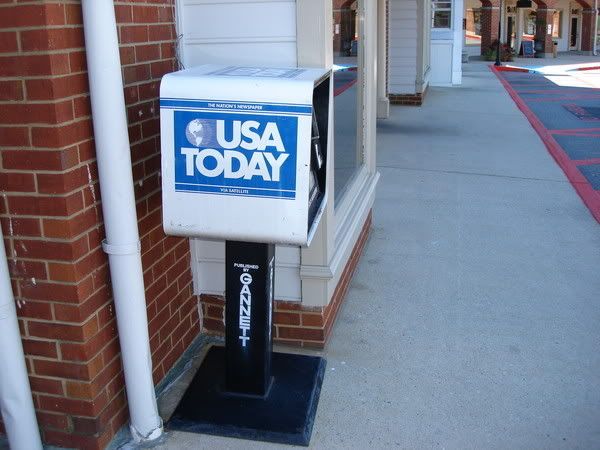 THE NATION'S NEWSPAPER
USA
TODAY
VIA SATELLITE
PUBLISHED
BY
GANNETT